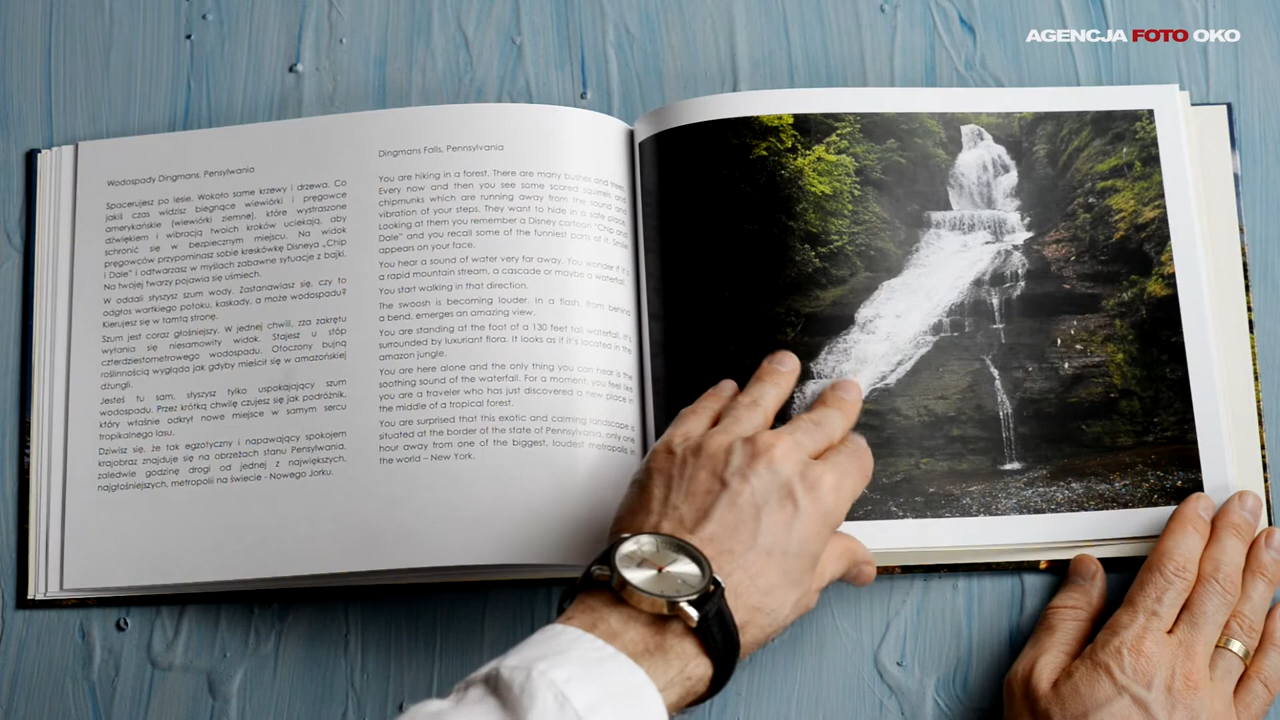 AGENCJA FOTO OKO
Wodospady Dingmans, Pensylwania
Spacerujesz po lesie. Wokoło same krzewy i drzewa. Co
jakiś czas widzisz biegnące wiewiórki i pręgowce
amerykańskie (wiewiórki ziemne), które wystraszone
dźwiękiem i wibracją twoich kroków uciekają, aby
schronić się w bezpiecznym miejscu. Na widok
pręgowców przypominasz sobie kreskówkę Disneya „Chip
i Dale” i odtwarzasz w myślach zabawne sytuacje z bajki.
Na twojej twarzy pojawia się uśmiech.
W oddali słyszysz szum wody. Zastanawiasz się, czy to
odgłos wartkiego potoku, kaskady, a może wodospadu?
Kierujesz się w tamtą stronę.
Szum jest coraz głośniejszy. W jednej chwili, zza zakrętu
wyłania się niesamowity widok. Stajesz u stóp
czterdziestometrowego wodospadu. Otoczony bujną
roślinnością wygląda jak gdyby mieścił się w amazońskiej
dżungli.
Jesteś tu sam, słyszysz tylko uspokajający szum
wodospadu. Przez krótką chwilę czujesz się jak podróżnik,
który właśnie odkrył nowe miejsce w samym sercu
tropikalnego lasu.
Dziwisz się, że tak egzotyczny i napawający spokojem
krajobraz znajduje się na obrzeżach stanu Pensylwania,
zaledwie godzinę drogi od jednej z największych,
najgłośniejszych, metropolii na świecie - Nowego Jorku.
Dingmans Falls, Pennsylvania
You are hiking in a forest. There are many bushes and trees.
Every now and then you see some scared squirrels and
chipmunks which are running away from the sound and
vibration of your steps. They want to hide in a safe place.
Looking at them you remember a Disney cartoon "Chip and
Dale" and you recall some of the funniest parts of it. Smile
appears on your face.
You hear a sound of water very far away. You wonder if it's
a rapid mountain stream, a cascade or maybe a waterfall.
You start walking in that direction.
The swoosh is becoming louder. In a flash, from behind
a bend, emerges an amazing view.
You are standing at the foot of a 130 feet tall waterfall. It's
surrounded by luxuriant flora. It looks as if it's located in the
amazon jungle.
You are here alone and the only thing you can hear is the
soothing sound of the waterfall. For a moment, you feel like
you are a traveler who has just discovered a new place in
the middle of a tropical forest.
You are surprised that this exotic and calming landscape is
situated at the border of the state of Pennsylvania, only one
hour away from one of the biggest, loudest metropolis in
the world – New York.